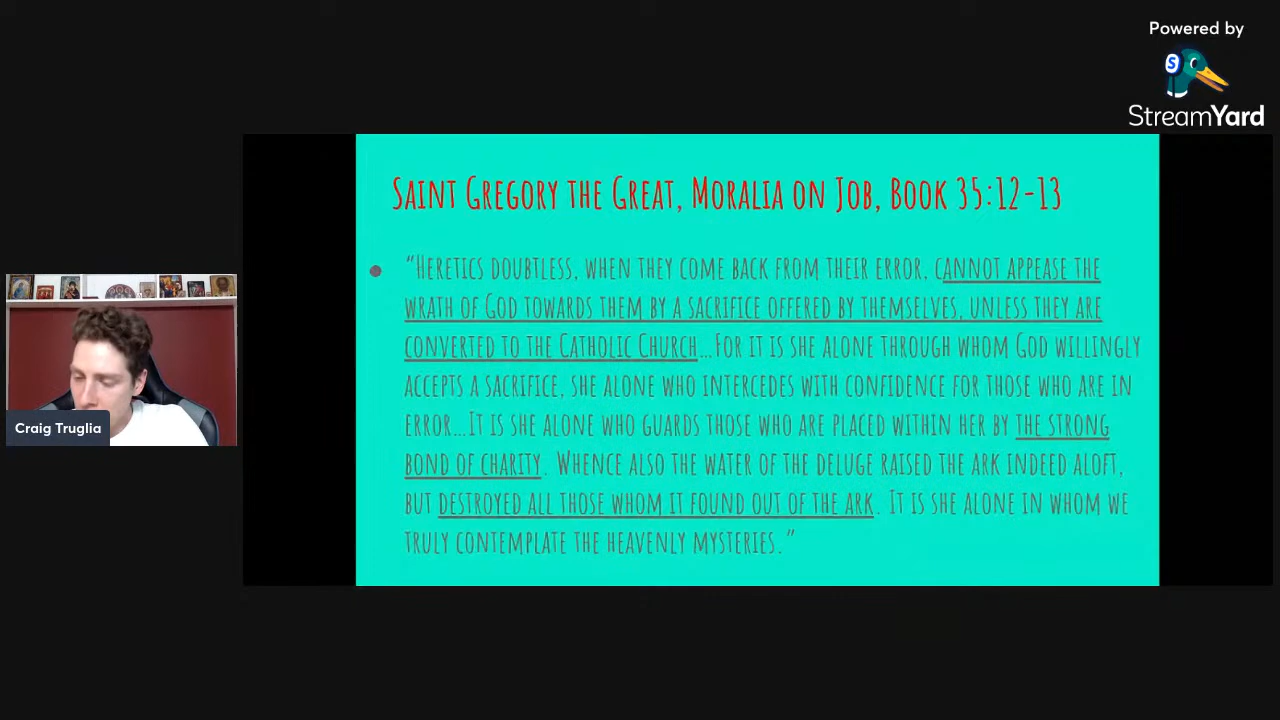 Powered by
StreamYard
SAINT GREGORY THE GREAT, MORALIA ON JOB, BOOK 35:12-13
● “HERETICS DOUBTLESS, WHEN THEY COME BACK FROM THEIR ERROR, CANNOT APPEASE THE
WRATH OF GOD TOWARDS THEM BY A SACRIFICE OFFERED BY THEMSELVES, UNLESS THEY ARE
CONVERTED TO THE CATHOLIC CHURCH...FOR IT IS SHE ALONE THROUGH WHOM GOD WILLINGLY
ACCEPTS A SACRIFICE, SHE ALONE WHO INTERCEDES WITH CONFIDENCE FOR THOSE WHO ARE IN
ERROR...IT IS SHE ALONE WHO GUARDS THOSE WHO ARE PLACED WITHIN HER BY THE STRONG
BOND OF CHARITY. WHENCE ALSO THE WATER OF THE DELUGE RAISED THE ARK INDEED ALOFT,
BUT DESTROYED ALL THOSE WHOM IT FOUND OUT OF THE ARK. IT IS SHE ALONE IN WHOM WE
TRULY CONTEMPLATE THE HEAVENLY MYSTERIES.”
Craig Truglia